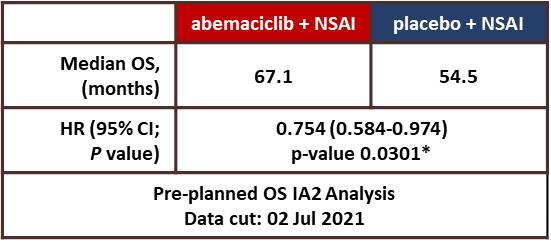 abemaciclib + NSAI placebo + NSAI
Median OS, 67.1 54.5
(months)
HR (95% CI; 0.754 (0.584-0.974)
P value) p-value 0.0301*
Pre-planned OS IA2 Analysis
Data cut: 02 Jul 2021